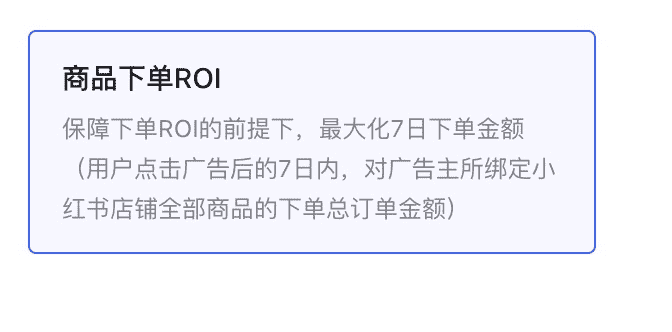 商品下单ROI
保障下单ROI的前提下，最大化7日下单金额
（用户点击广告后的7日内，对广告主所绑定小
红书店铺全部商品的下单总订单金额）